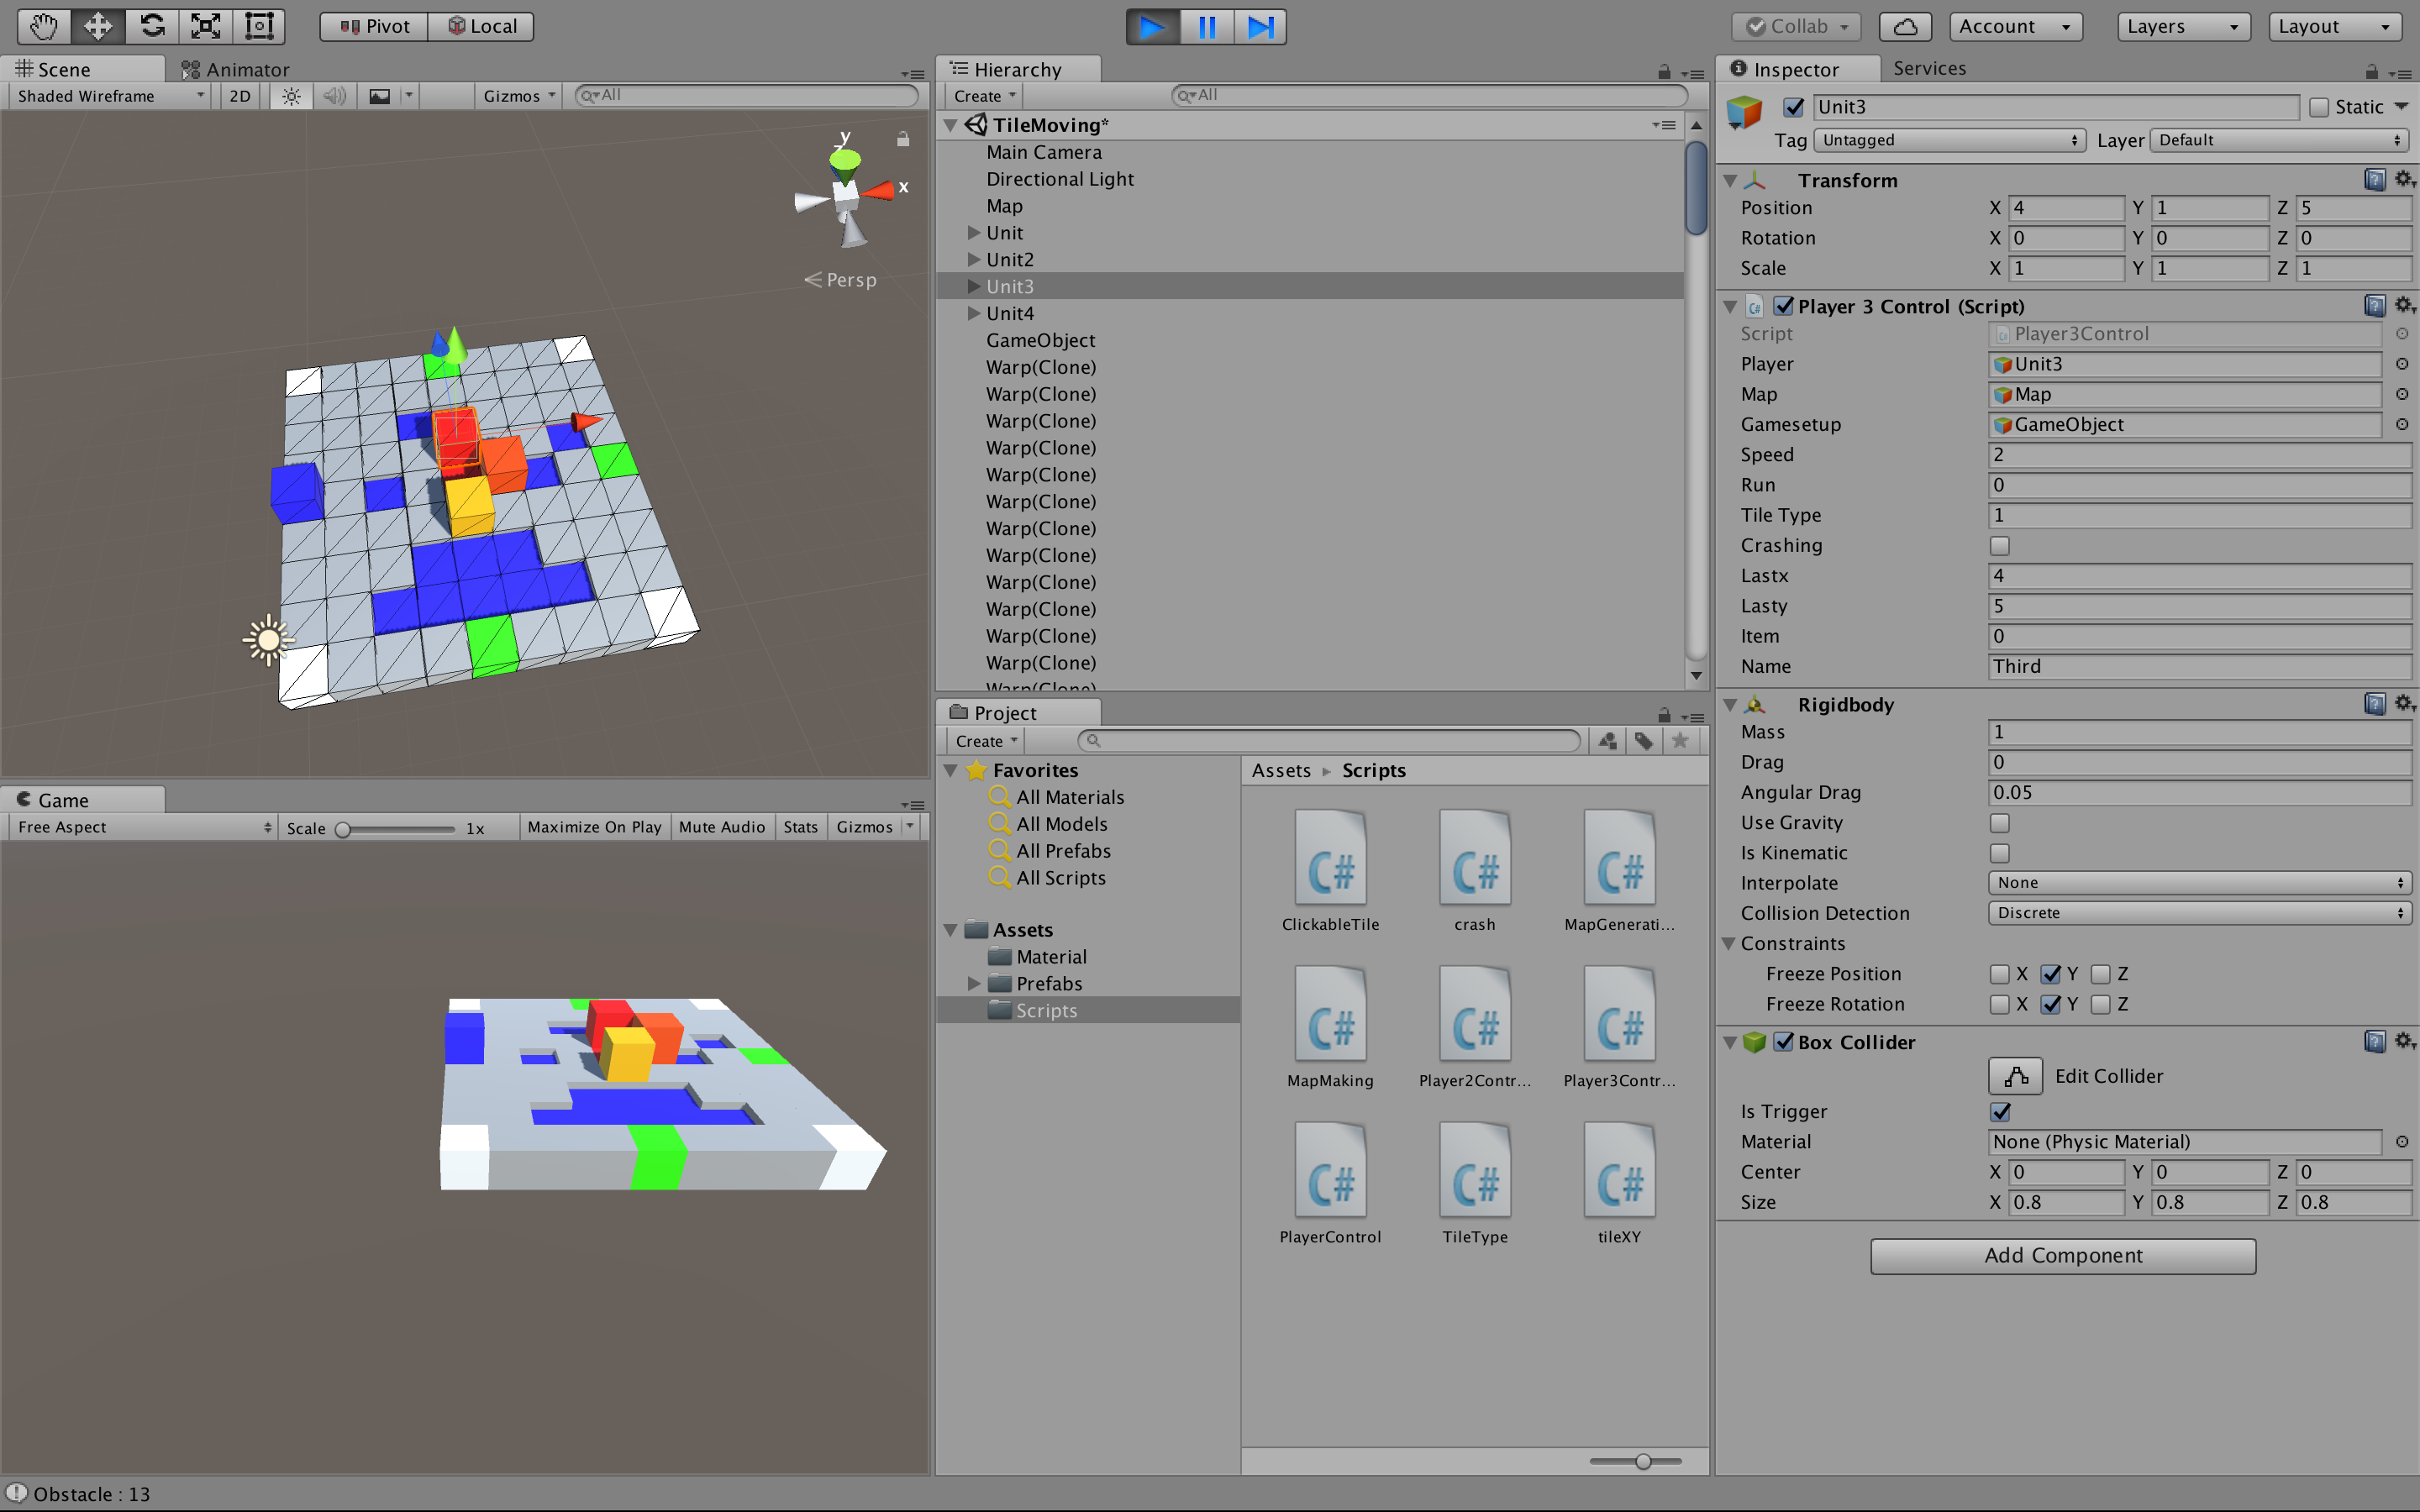 Pivot Local Collab Account Layers Layout
Scene Animator
Shaded Wireframe 2D Gizmos All
y
z
x
Persp
Game
Free Aspect Scale 1x Maximize On Play Mute Audio Stats Gizmos
Hierarchy
Create All
TileMoving*
Main Camera
Directional Light
Map
Unit
Unit2
Unit3
Unit4
GameObject
Warp(Clone)
Warp(Clone)
Warp(Clone)
Warp(Clone)
Warp(Clone)
Warp(Clone)
Warp(Clone)
Warp(Clone)
Warp(Clone)
Warp(Clone)
Warp(Clone)
Warp(Clone)
Warp(Clone)
Project
Create
Favorites
All Materials
All Models
All Prefabs
All Scripts
Assets
Material
Prefabs
Scripts
Assets Scripts
C# C# C#
ClickableTile crash MapGenerati...
C# C# C#
MapMaking Player2Contr... Player3Contr...
C# C# C#
PlayerControl TileType tileXY
Inspector Services
Unit3 Static
Tag Untagged Layer Default
Transform
Position X 4 Y 1 Z 5
Rotation X 0 Y 0 Z 0
Scale X 1 Y 1 Z 1
C# Player 3 Control (Script)
Script Player3Control
Player Unit3
Map Map
Gamesetup GameObject
Speed 2
Run 0
Tile Type 1
Crashing
Lastx 4
Lasty 5
Item 0
Name Third
Rigidbody
Mass 1
Drag 0
Angular Drag 0.05
Use Gravity
Is Kinematic
Interpolate None
Collision Detection Discrete
Constraints
Freeze Position X Y Z
Freeze Rotation X Y Z
Box Collider
Edit Collider
Is Trigger
Material None (Physic Material)
Center X 0 Y 0 Z 0
Size X 0.8 Y 0.8 Z 0.8
Add Component
Obstacle : 13